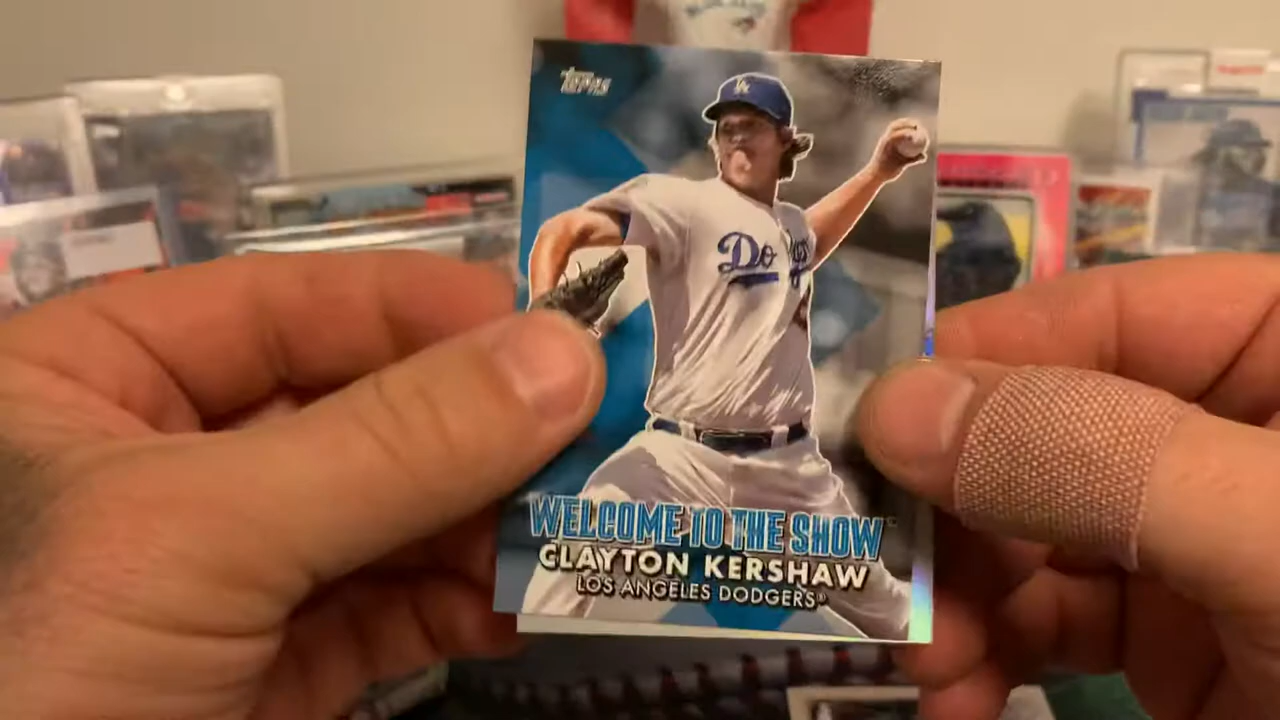 TOPPS
LA
Dodgers
WELCOME TO THE SHOW
CLAYTON KERSHAW
LOS ANGELES DODGERS®